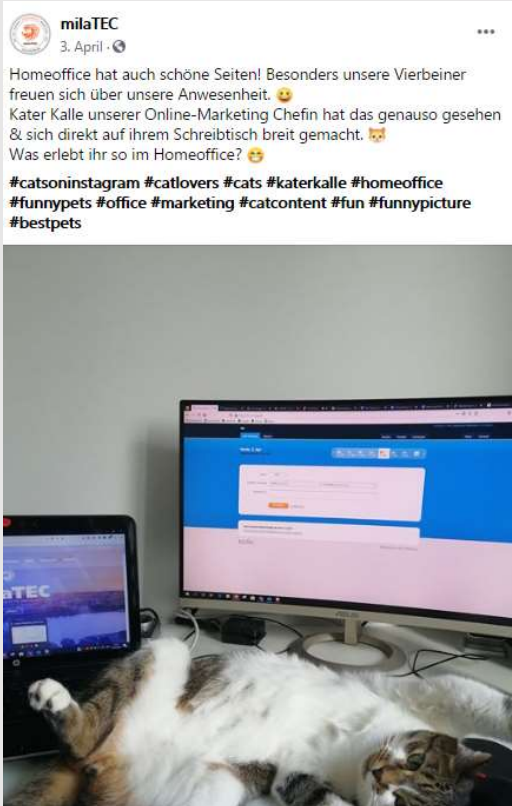 milaTEC
3. April
Homeoffice hat auch schöne Seiten! Besonders unsere Vierbeiner
freuen sich über unsere Anwesenheit. 😀
Kater Kalle unserer Online-Marketing Chefin hat das genauso gesehen
& sich direkt auf ihrem Schreibtisch breit gemacht. 🐱
Was erlebt ihr so im Homeoffice? 😁
#catsoninstagram #catlovers #cats #katerkalle #homeoffice
#funnypets #office #marketing #catcontent #fun #funnypicture
#bestpets
aTEC
ASUS